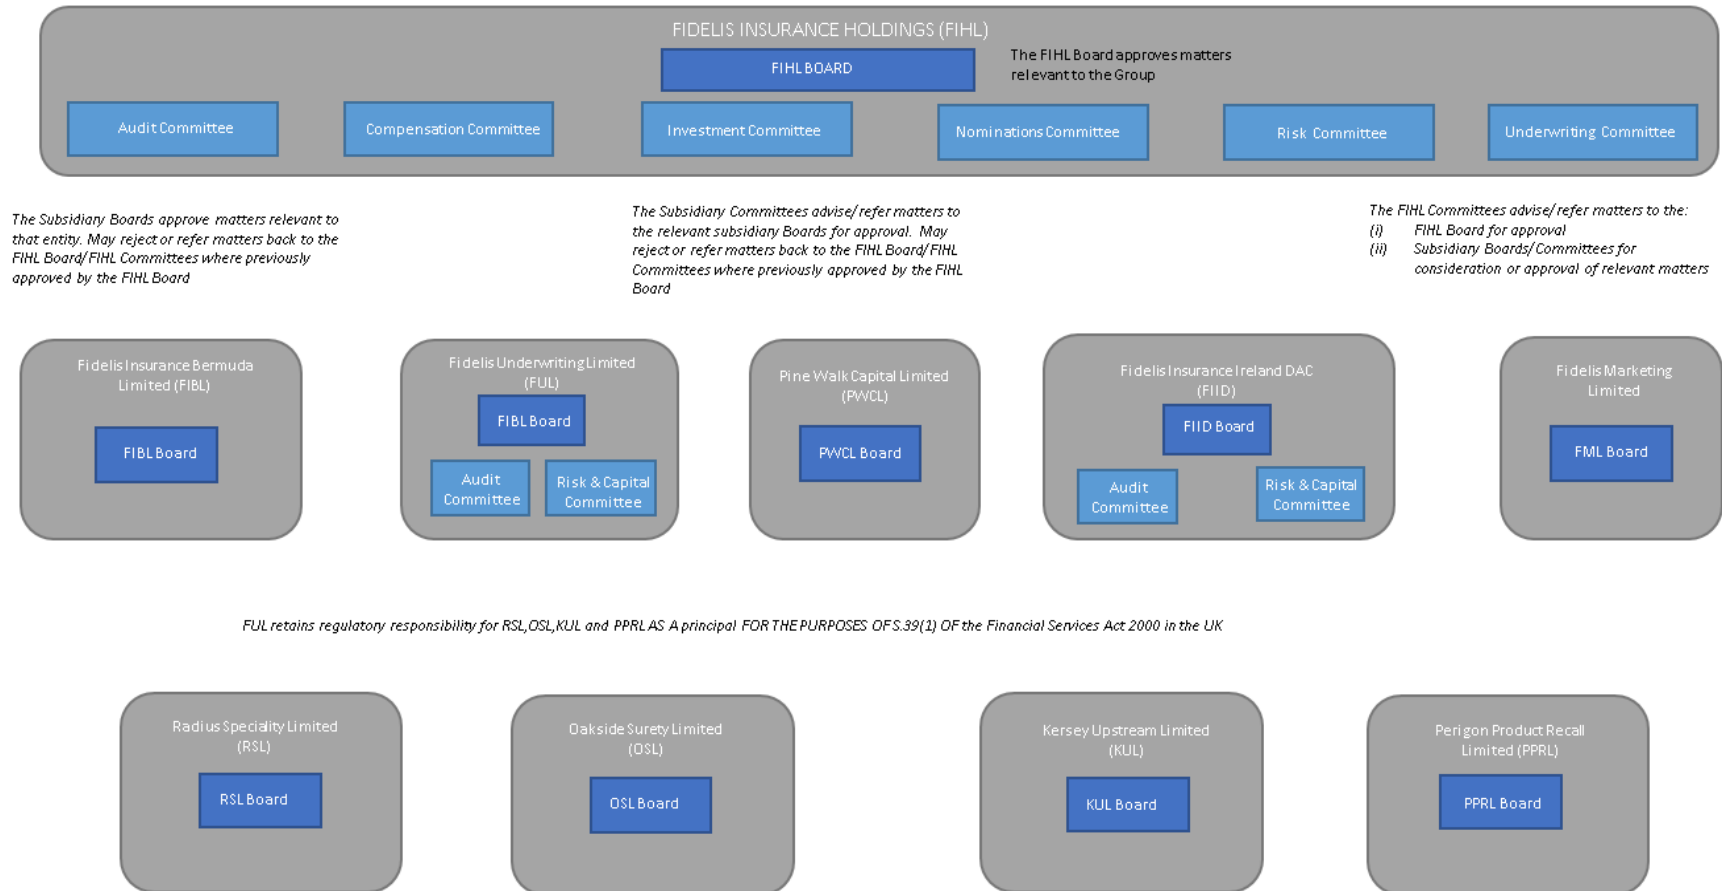 FIDELIS INSURANCE HOLDINGS (FIHL)
FIHL BOARD
The FIHL Board approves matters
relevant to the Group
Audit Committee
Compensation Committee
Investment Committee
Nominations Committee
Risk Committee
Underwriting Committee
The Subsidiary Boards approve matters relevant to
that entity. May reject or refer matters back to the
FIHL Board/FIHL Committees where previously
approved by the FIHL Board
The Subsidiary Committees advise/refer matters to
the relevant subsidiary Boards for approval. May
reject or refer matters back to the FIHL Board/FIHL
Committees where previously approved by the FIHL
Board
The FIHL Committees advise/refer matters to the:
(i) FIHL Board for approval
(ii) Subsidiary Boards/Committees for
consideration or approval of relevant matters
Fidelis Insurance Bermuda
Limited (FIBL)
FIBL Board
Fidelis Underwriting Limited
(FUL)
FIBL Board
Audit
Committee
Risk & Capital
Committee
Pine Walk Capital Limited
(PWCL)
PWCL Board
Fidelis Insurance Ireland DAC
(FIID)
FIID Board
Audit
Committee
Risk & Capital
Committee
Fidelis Marketing
Limited
FML Board
FUL retains regulatory responsibility for RSL,OSL,KUL and PPRL AS A principal FOR THE PURPOSES OF S.39(1) OF the Financial Services Act 2000 in the UK
Radius Speciality Limited
(RSL)
RSL Board
Oakside Surety Limited
(OSL)
OSL Board
Kersey Upstream Limited
(KUL)
KUL Board
Perigon Product Recall
Limited (PPRL)
PPRL Board